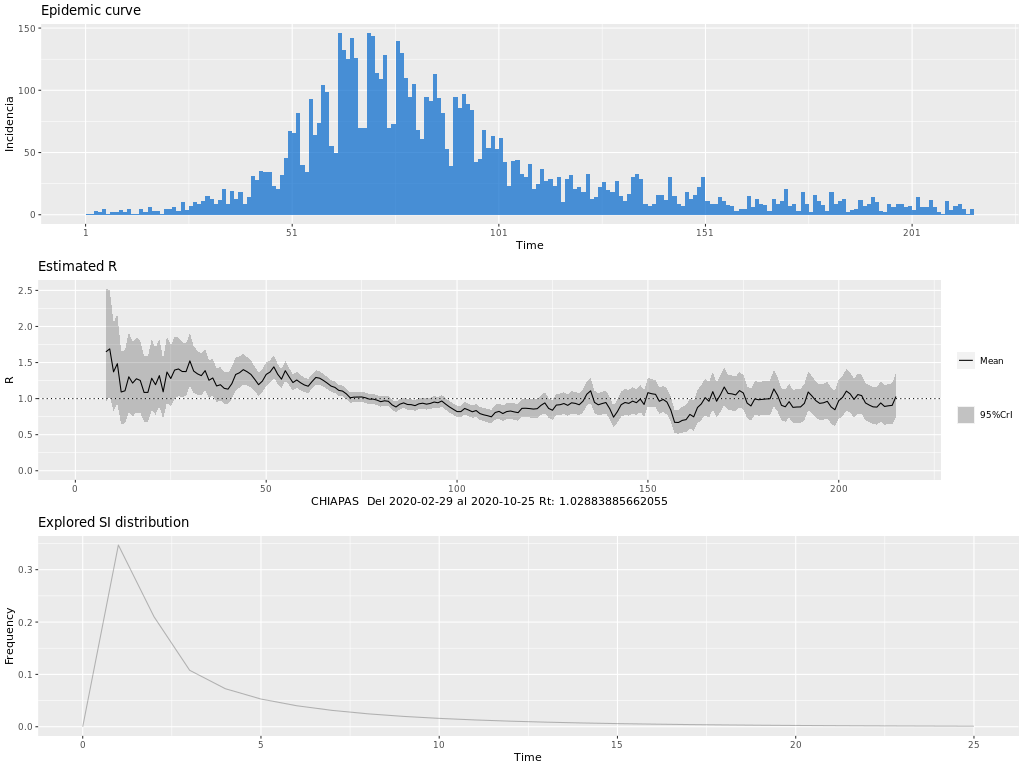 Epidemic curve
150
100
50
0
Incidencia
1 51 101 151 201
Time
Estimated R
2.5
2.0
1.5
1.0
0.5
0.0
R
0 50 100 150 200
CHIAPAS Del 2020-02-29 al 2020-10-25 Rt: 1.02883885662055
Mean
95%CrI
Explored SI distribution
0.3
0.2
0.1
0.0
Frequency
0 5 10 15 20 25
Time